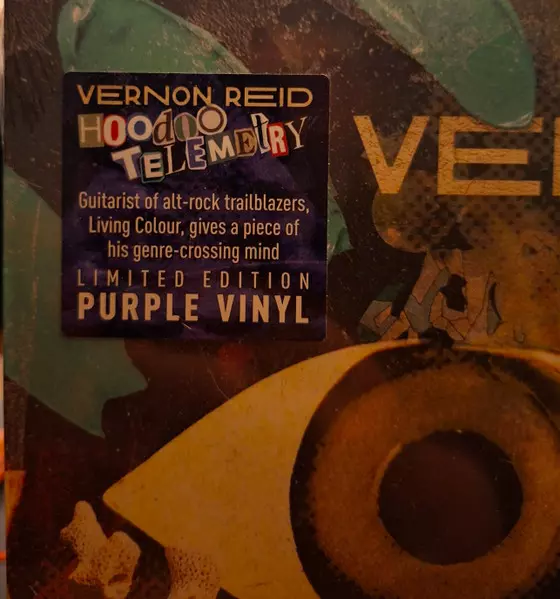 VERNON REID
HOODOO
TELEMETRY
Guitarist of alt-rock trailblazers,
Living Colour, gives a piece of
his genre-crossing mind
LIMITED EDITION
PURPLE VINYL
VE